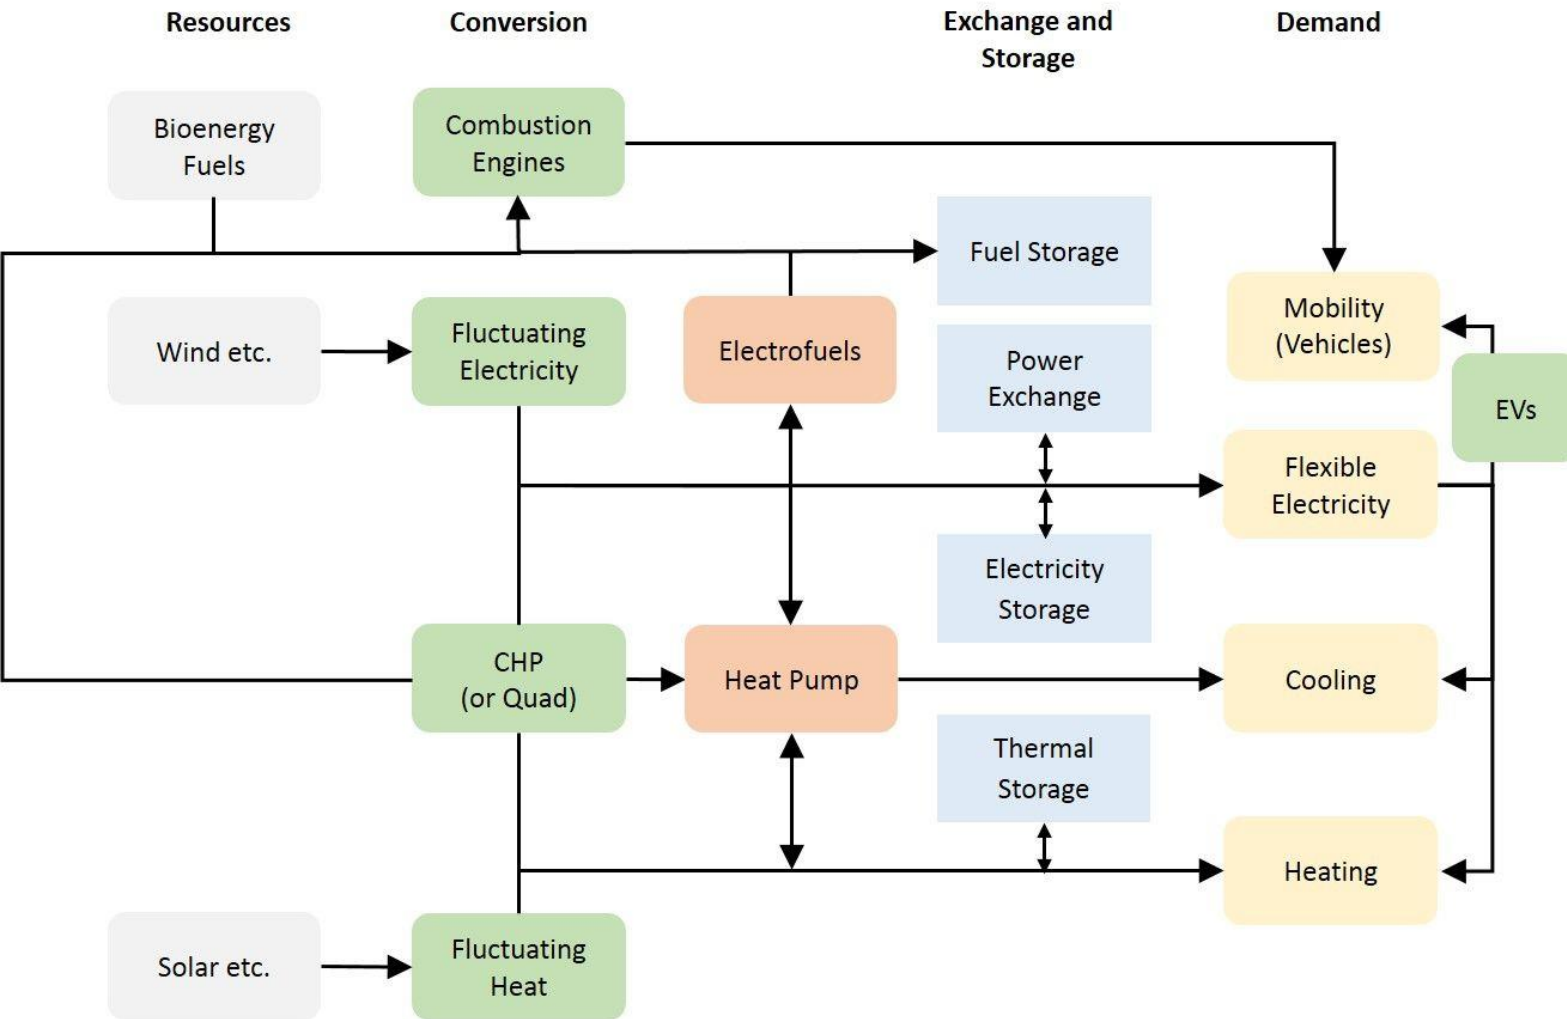 Resources
Conversion
Exchange and
Storage
Demand
Bioenergy
Fuels
Combustion
Engines
Fuel Storage
Mobility
(Vehicles)
Wind etc.
Fluctuating
Electricity
Electrofuels
Power
Exchange
EVs
Flexible
Electricity
Electricity
Storage
CHP
(or Quad)
Heat Pump
Cooling
Thermal
Storage
Heating
Solar etc.
Fluctuating
Heat